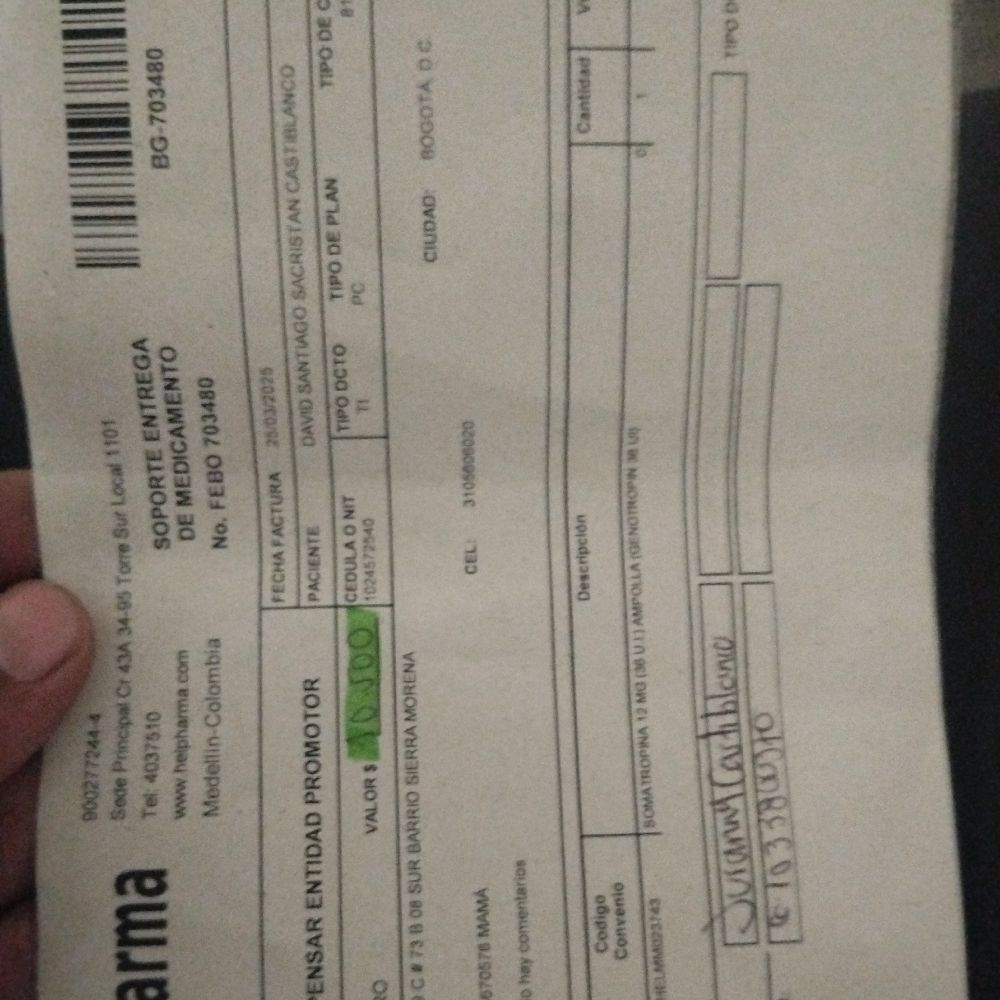 arma
900277244-4
Sede Principal Cr 43A 34-95 Torre Sur Local 1101
Tel: 4037510
www.helpharma.com
Medellin-Colombia
SOPORTE ENTREGA
DE MEDICAMENTO
No. FEBO 703480
BG-703480
PENSAR ENTIDAD PROMOTOR
FECHA FACTURA 25/03/2025
PACIENTE DAVID SANTIAGO SACRISTAN CASTIBLANCO
VALOR $ 10.500
CEDULA O NIT TIPO DCTO TIPO DE PLAN TIPO DE C
1024572540 TI PC
C # 73 B 08 SUR BARRIO SIERRA MORENA CIUDAD: BOGOTA D.C.
670576 MAMÁ CEL: 3105606020
o hay comentarios
Codigo Convenio Descripción Cantidad
HELMM023743 SOMATROPINA 12 MG (36 U.I.) AMPOLLA (GENOTROPIN 36 UI) 1
Castiblanco
TIPO D